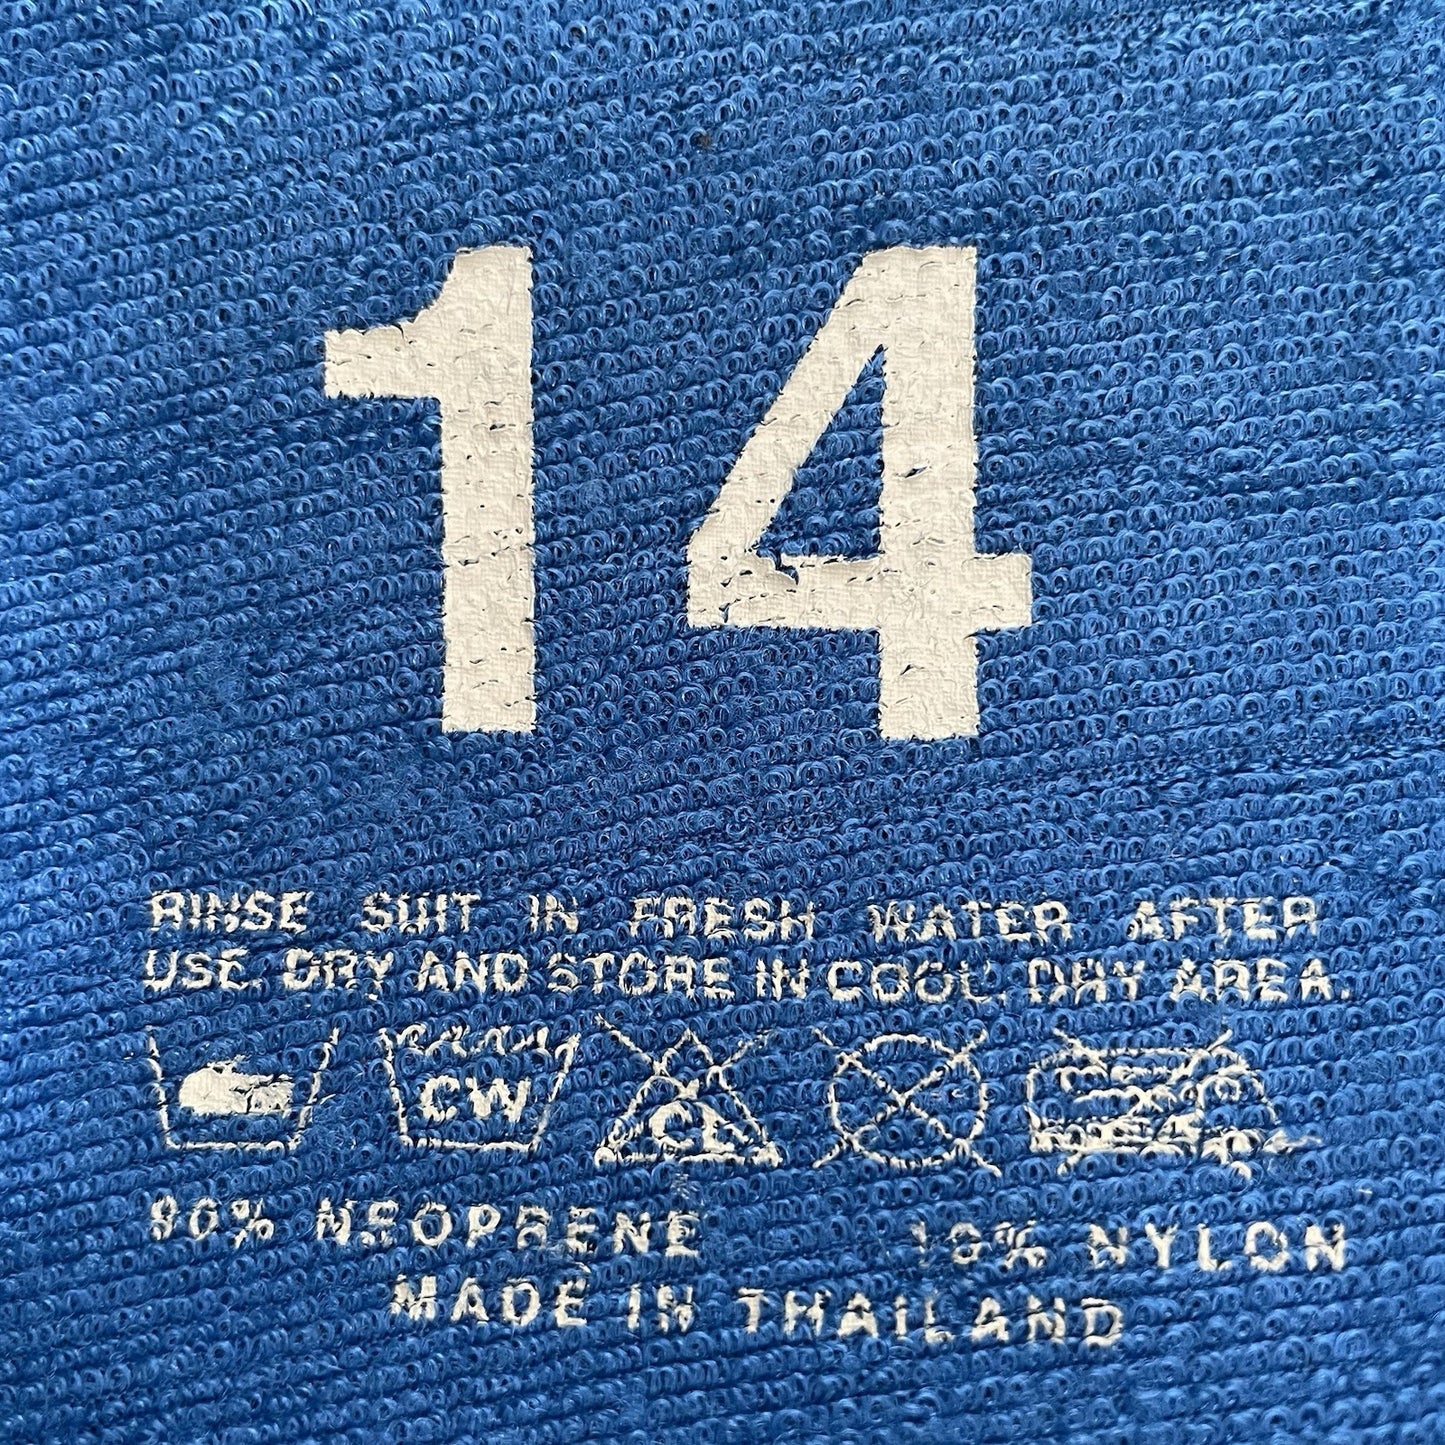 14
RINSE SUIT IN FRESH WATER AFTER
USE. DRY AND STORE IN COOL, DRY AREA.
CW CL
90% NEOPRENE 10% NYLON
MADE IN THAILAND